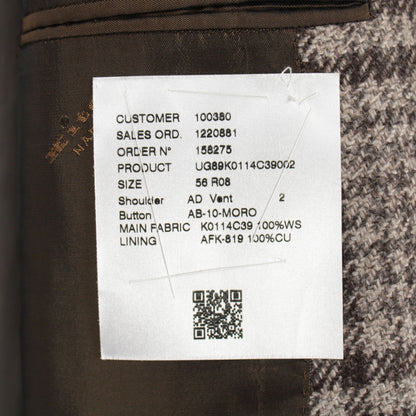 CUSTOMER 100380
SALES ORD. 1220881
ORDER N° 158275
PRODUCT UG89K0114C39002
SIZE 56 R08
Shoulder AD Vent 2
Button AB-10-MORO
MAIN FABRIC K0114C39 100%WS
LINING AFK-819 100%CU